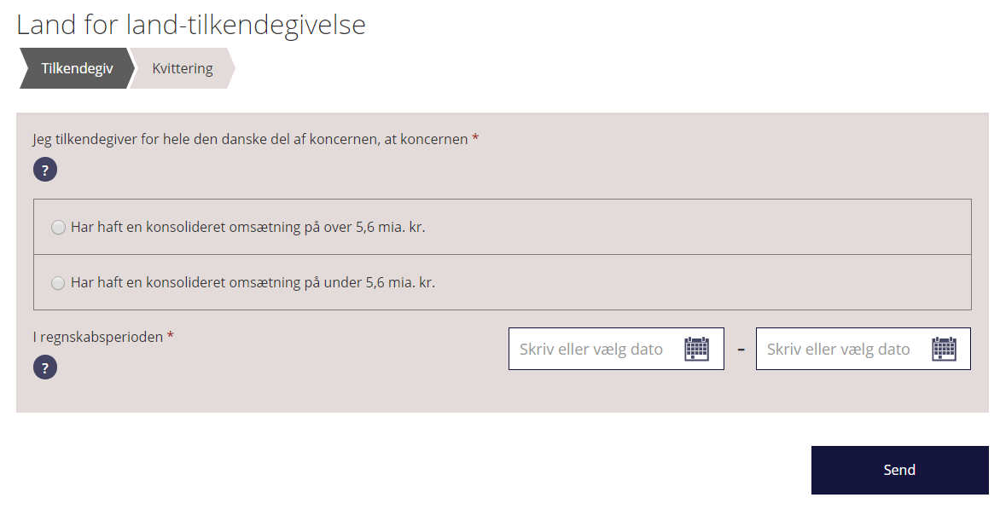 Land for land-tilkendegivelse
Tilkendegiv
Kvittering
Jeg tilkendegiver for hele den danske del af koncernen, at koncernen *
?
Har haft en konsolideret omsætning på over 5,6 mia. kr.
Har haft en konsolideret omsætning på under 5,6 mia. kr.
I regnskabsperioden *
?
Skriv eller vælg dato - Skriv eller vælg dato
Send